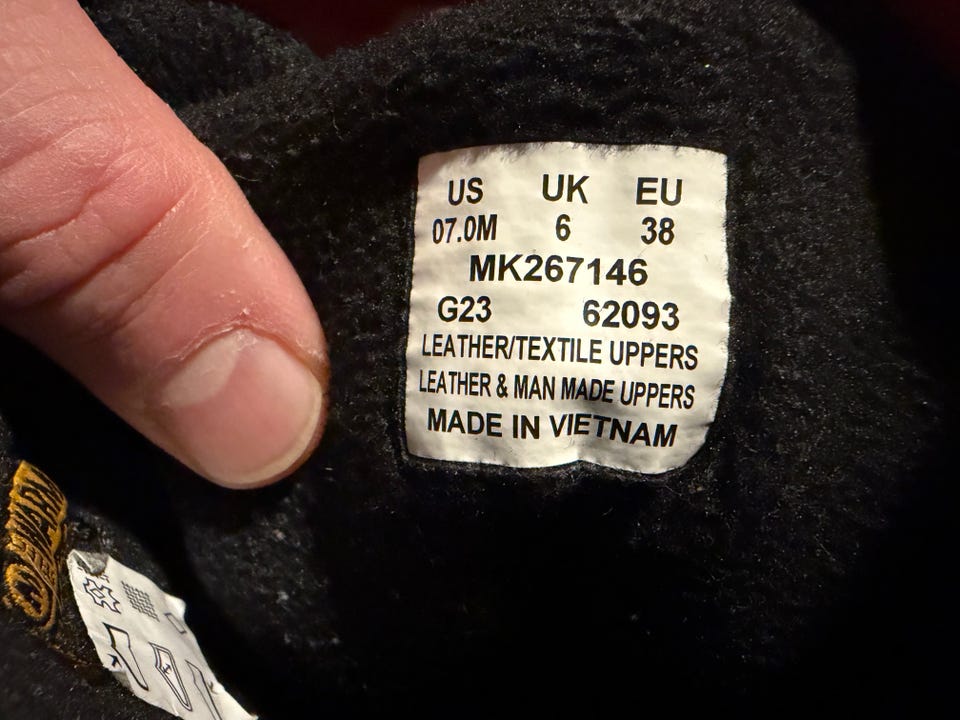 US UK EU
07.0M 6 38
MK267146
G23 62093
LEATHER/TEXTILE UPPERS
LEATHER & MAN MADE UPPERS
MADE IN VIETNAM